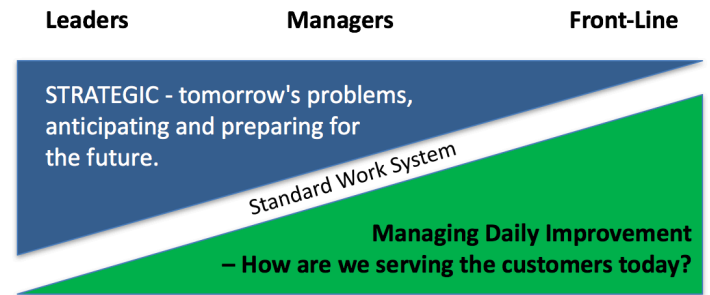 Leaders Managers Front-Line
STRATEGIC - tomorrow's problems,
anticipating and preparing for
the future.
Standard Work System
Managing Daily Improvement
– How are we serving the customers today?